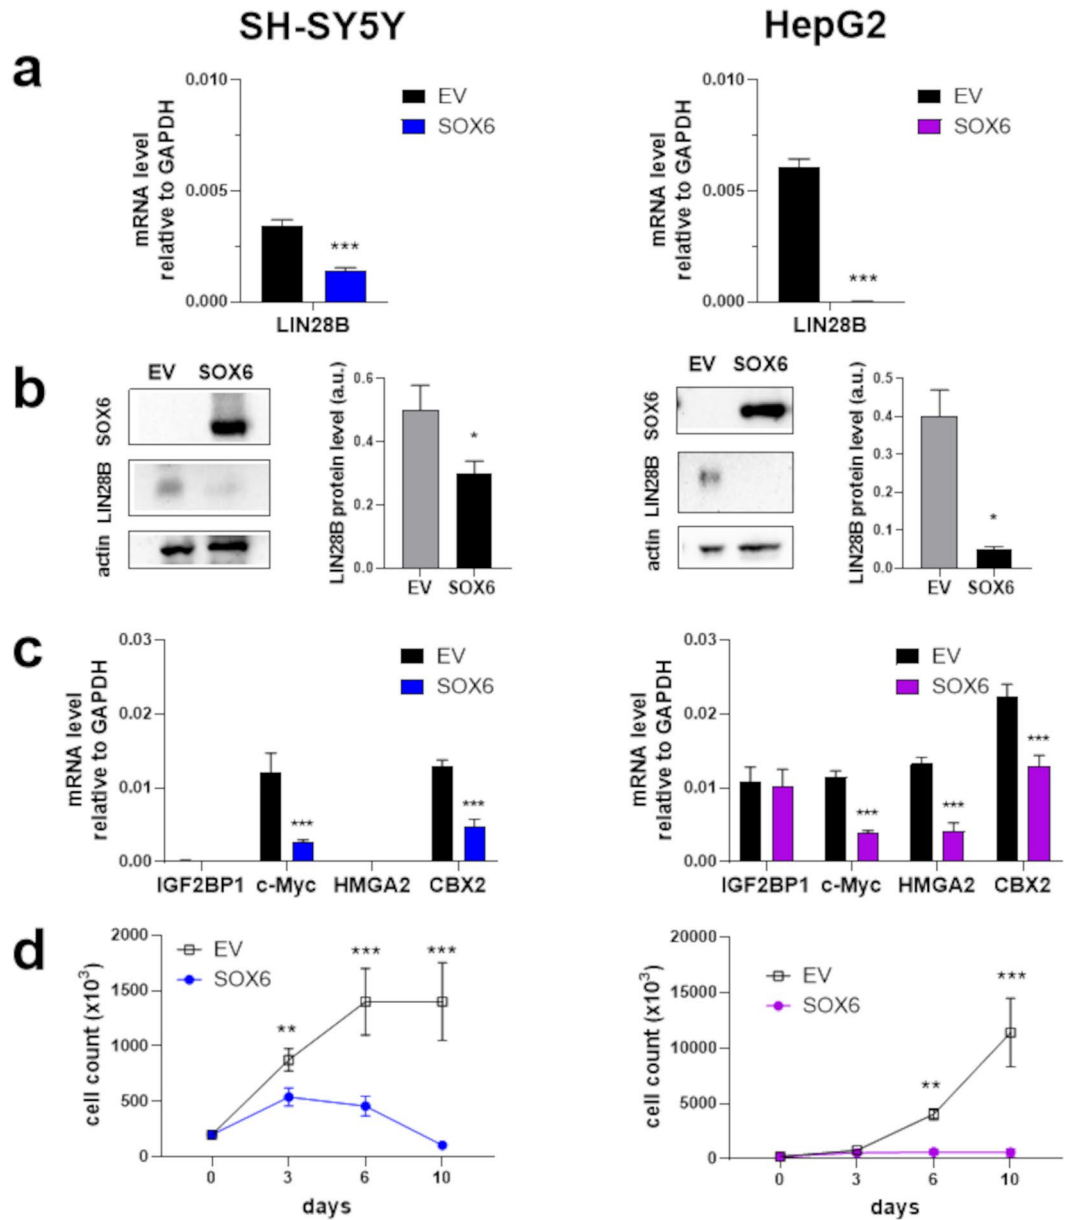 SH-SY5Y
HepG2
a
mRNA level
relative to GAPDH
0.010
0.005
0.000
EV
SOX6
***
LIN28B
mRNA level
relative to GAPDH
0.010
0.005
0.000
EV
SOX6
***
LIN28B
b
EV SOX6
SOX6
LIN28B
actin
LIN28B protein level (a.u.)
0.6
0.4
0.2
0.0
*
EV SOX6
EV SOX6
SOX6
LIN28B
actin
LIN28B protein level (a.u.)
0.5
0.4
0.3
0.2
0.1
0.0
*
EV SOX6
c
mRNA level
relative to GAPDH
0.03
0.02
0.01
0.00
EV
SOX6
***
***
IGF2BP1 c-Myc HMGA2 CBX2
mRNA level
relative to GAPDH
0.03
0.02
0.01
0.00
EV
SOX6
***
***
***
IGF2BP1 c-Myc HMGA2 CBX2
d
cell count (x10³)
2000
1500
1000
500
0
EV
SOX6
**
***
***
0 3 6 10
days
cell count (x10³)
20000
15000
10000
5000
0
EV
SOX6
**
***
0 3 6 10
days